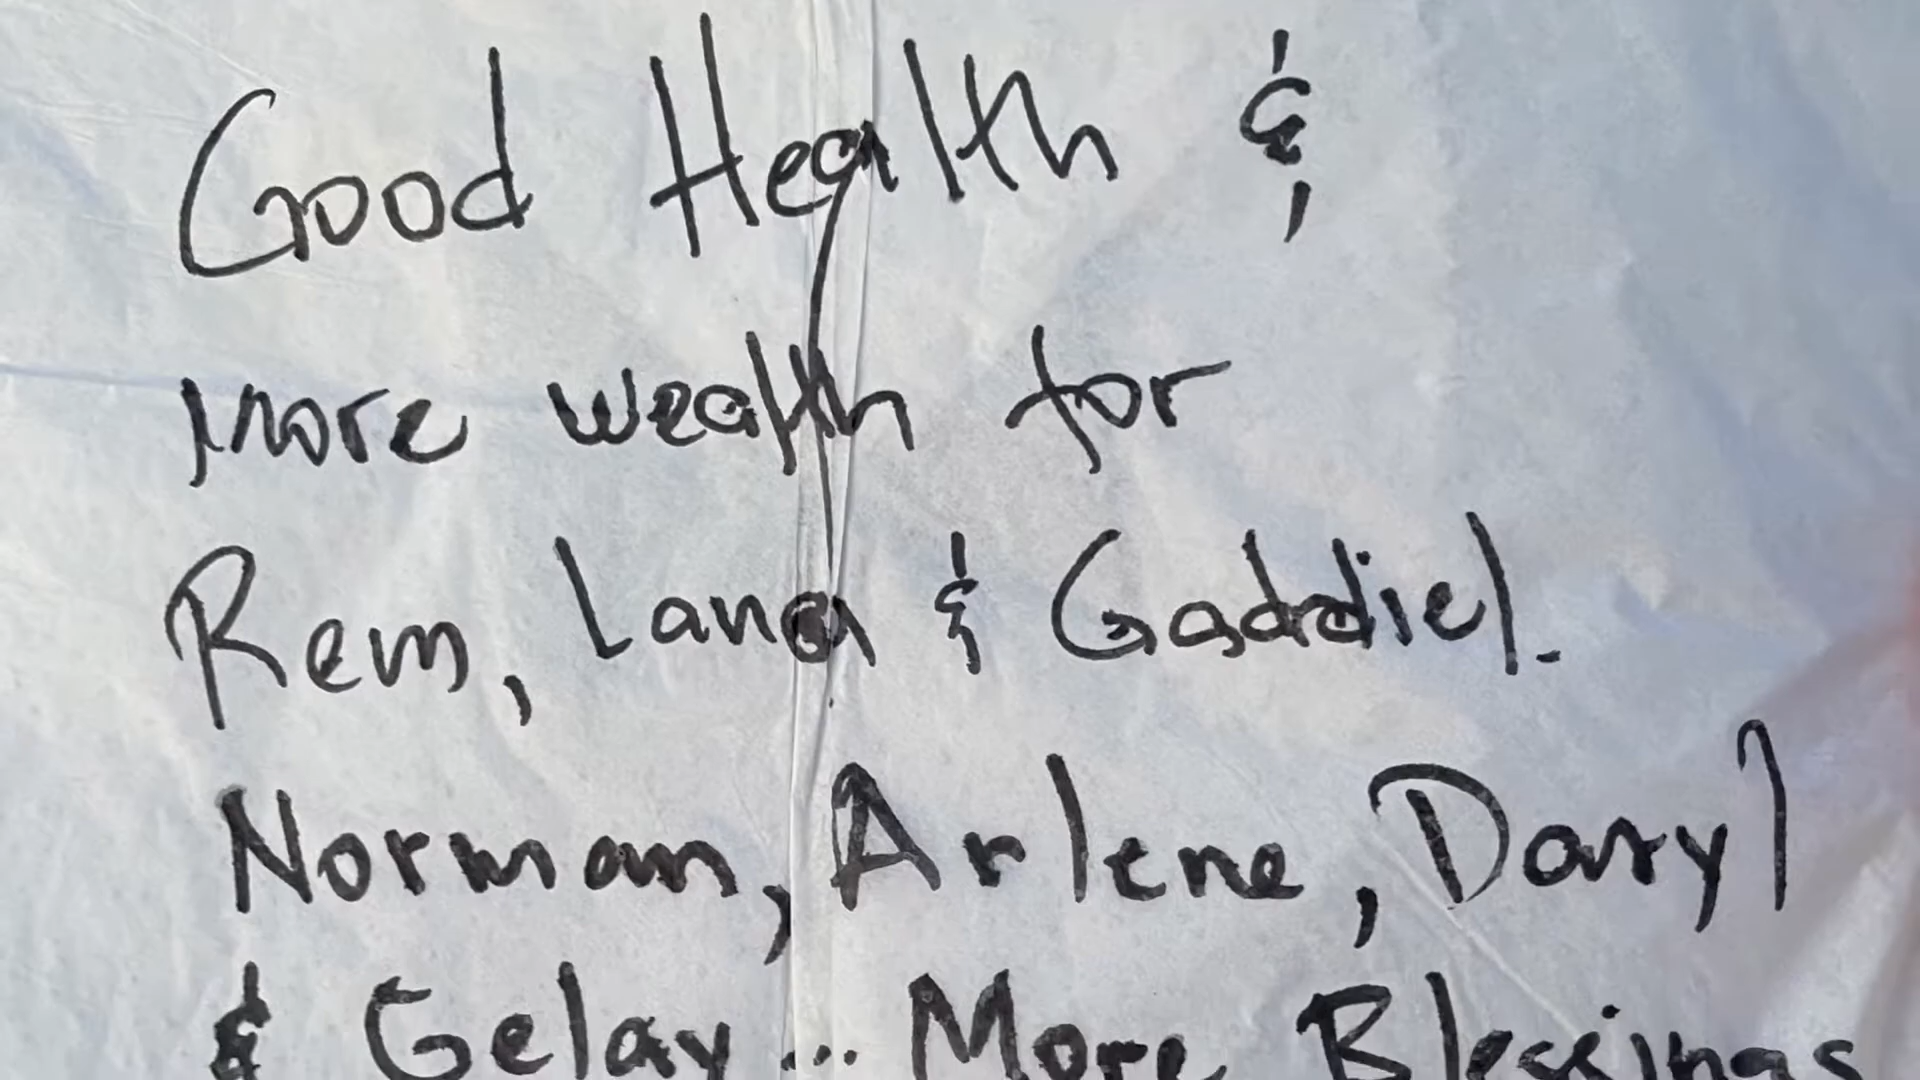 Good Health &
More wealth for
Rem, Lana & Gaddiel.
Norman, Arlene, Daryl
& Gelay... More Blessings